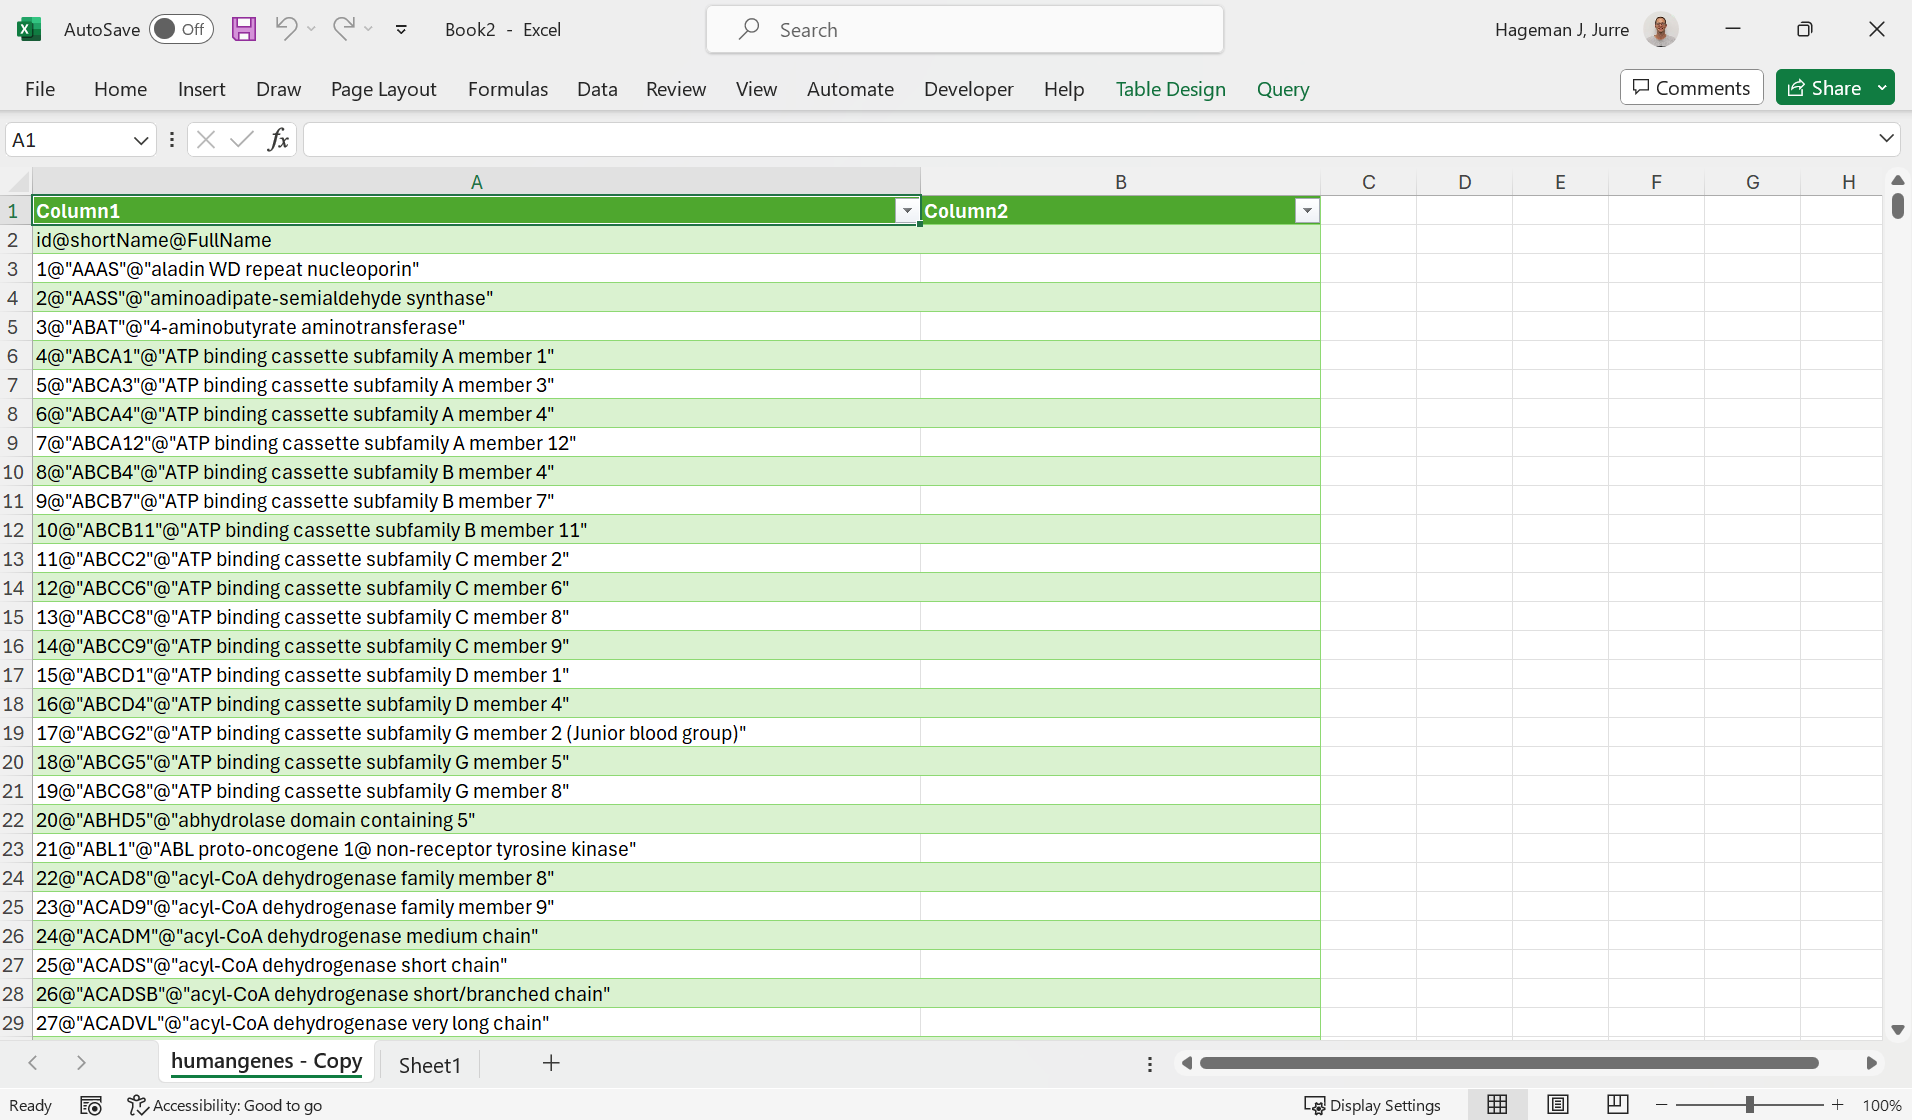 AutoSave Off Book2 - Excel Search Hageman J, Jurre
File Home Insert Draw Page Layout Formulas Data Review View Automate Developer Help Table Design Query Comments Share
A1 fx
A B C D E F G H
1 Column1 Column2
2 id@shortName@FullName
3 1@"AAAS"@"aladin WD repeat nucleoporin"
4 2@"AASS"@"aminoadipate-semialdehyde synthase"
5 3@"ABAT"@"4-aminobutyrate aminotransferase"
6 4@"ABCA1"@"ATP binding cassette subfamily A member 1"
7 5@"ABCA3"@"ATP binding cassette subfamily A member 3"
8 6@"ABCA4"@"ATP binding cassette subfamily A member 4"
9 7@"ABCA12"@"ATP binding cassette subfamily A member 12"
10 8@"ABCB4"@"ATP binding cassette subfamily B member 4"
11 9@"ABCB7"@"ATP binding cassette subfamily B member 7"
12 10@"ABCB11"@"ATP binding cassette subfamily B member 11"
13 11@"ABCC2"@"ATP binding cassette subfamily C member 2"
14 12@"ABCC6"@"ATP binding cassette subfamily C member 6"
15 13@"ABCC8"@"ATP binding cassette subfamily C member 8"
16 14@"ABCC9"@"ATP binding cassette subfamily C member 9"
17 15@"ABCD1"@"ATP binding cassette subfamily D member 1"
18 16@"ABCD4"@"ATP binding cassette subfamily D member 4"
19 17@"ABCG2"@"ATP binding cassette subfamily G member 2 (Junior blood group)"
20 18@"ABCG5"@"ATP binding cassette subfamily G member 5"
21 19@"ABCG8"@"ATP binding cassette subfamily G member 8"
22 20@"ABHD5"@"abhydrolase domain containing 5"
23 21@"ABL1"@"ABL proto-oncogene 1@ non-receptor tyrosine kinase"
24 22@"ACAD8"@"acyl-CoA dehydrogenase family member 8"
25 23@"ACAD9"@"acyl-CoA dehydrogenase family member 9"
26 24@"ACADM"@"acyl-CoA dehydrogenase medium chain"
27 25@"ACADS"@"acyl-CoA dehydrogenase short chain"
28 26@"ACADSB"@"acyl-CoA dehydrogenase short/branched chain"
29 27@"ACADVL"@"acyl-CoA dehydrogenase very long chain"
humangenes - Copy Sheet1
Ready Accessibility: Good to go Display Settings 100%